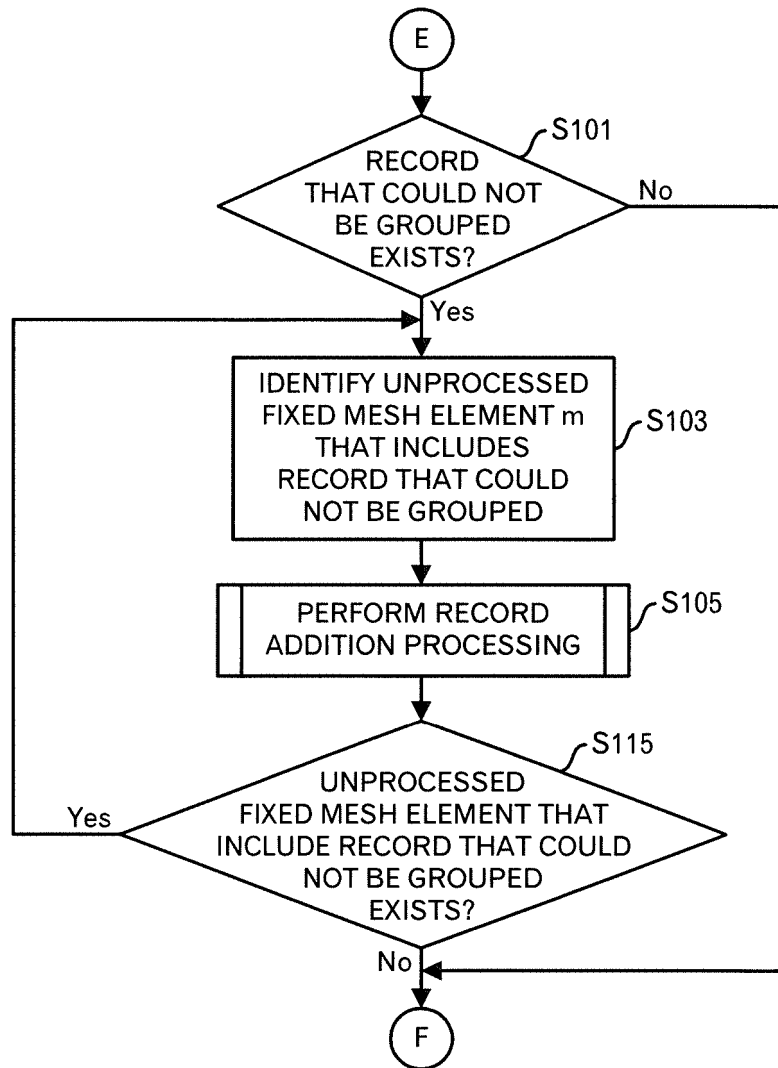 E
S101
RECORD
THAT COULD NOT
BE GROUPED
EXISTS?
No
Yes
IDENTIFY UNPROCESSED
FIXED MESH ELEMENT m
THAT INCLUDES
RECORD THAT COULD
NOT BE GROUPED
S103
PERFORM RECORD
ADDITION PROCESSING
S105
S115
UNPROCESSED
FIXED MESH ELEMENT THAT
INCLUDE RECORD THAT COULD
NOT BE GROUPED
EXISTS?
Yes
No
F